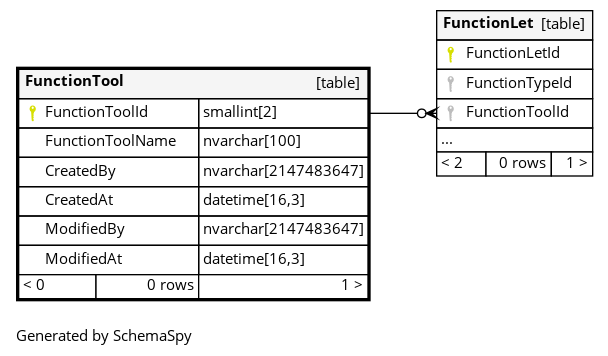 FunctionTool [table]
FunctionToolId smallint[2]
FunctionToolName nvarchar[100]
CreatedBy nvarchar[2147483647]
CreatedAt datetime[16,3]
ModifiedBy nvarchar[2147483647]
ModifiedAt datetime[16,3]
< 0 0 rows 1 >
FunctionLet [table]
FunctionLetId
FunctionTypeId
FunctionToolId
...
< 2 0 rows 1 >
Generated by SchemaSpy